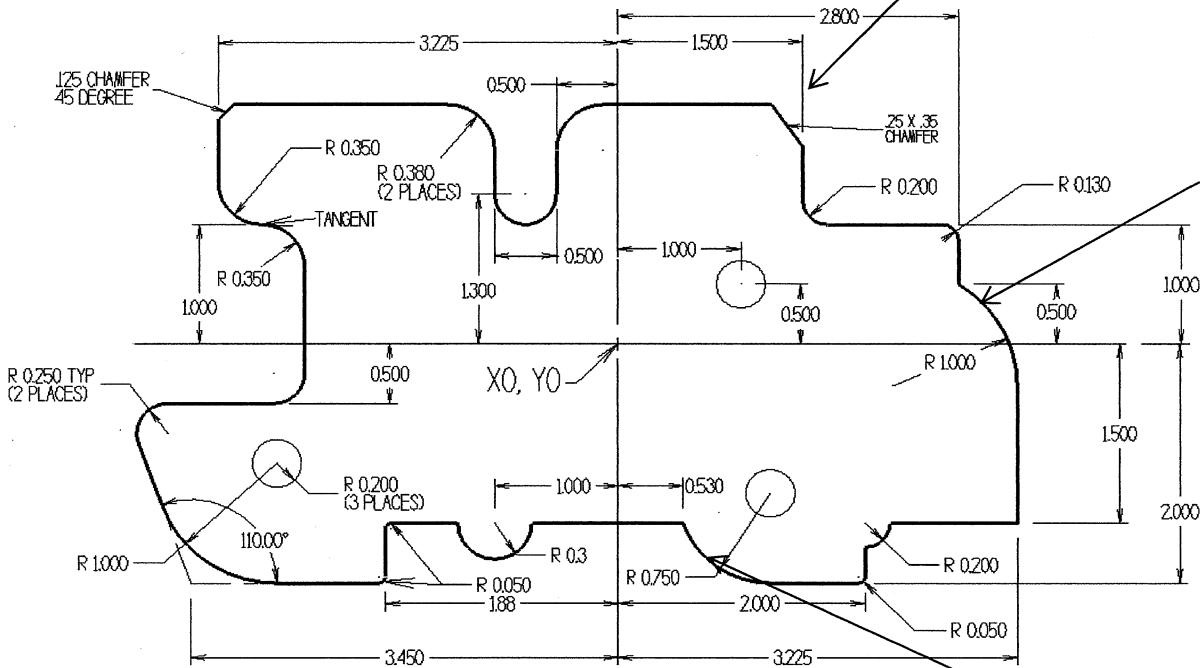 2.800
3.225
1.500
.125 CHAMFER
45 DEGREE
0.500
.25 X .35
CHAMFER
R 0.350
R 0.380
(2 PLACES)
R 0.200
R 0.130
TANGENT
1.000
R 0.350
0.500
1.000
1.300
0.500
0.500
1.000
R 1.000
R 0.250 TYP
(2 PLACES)
0.500
X0, Y0
1.500
R 0.200
(3 PLACES)
1.000
0.530
2.000
110.00°
R 1.000
R 0.3
R 0.750
R 0.200
R 0.050
1.88
2.000
R 0.050
3.450
3.225